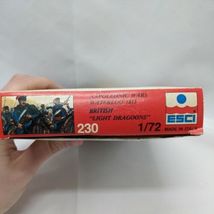 NAPOLEONIC WARS
WATERLOO 1815
BRITISH
"LIGHT DRAGOONS"
230
1/72
ESCI
MADE IN ITALY